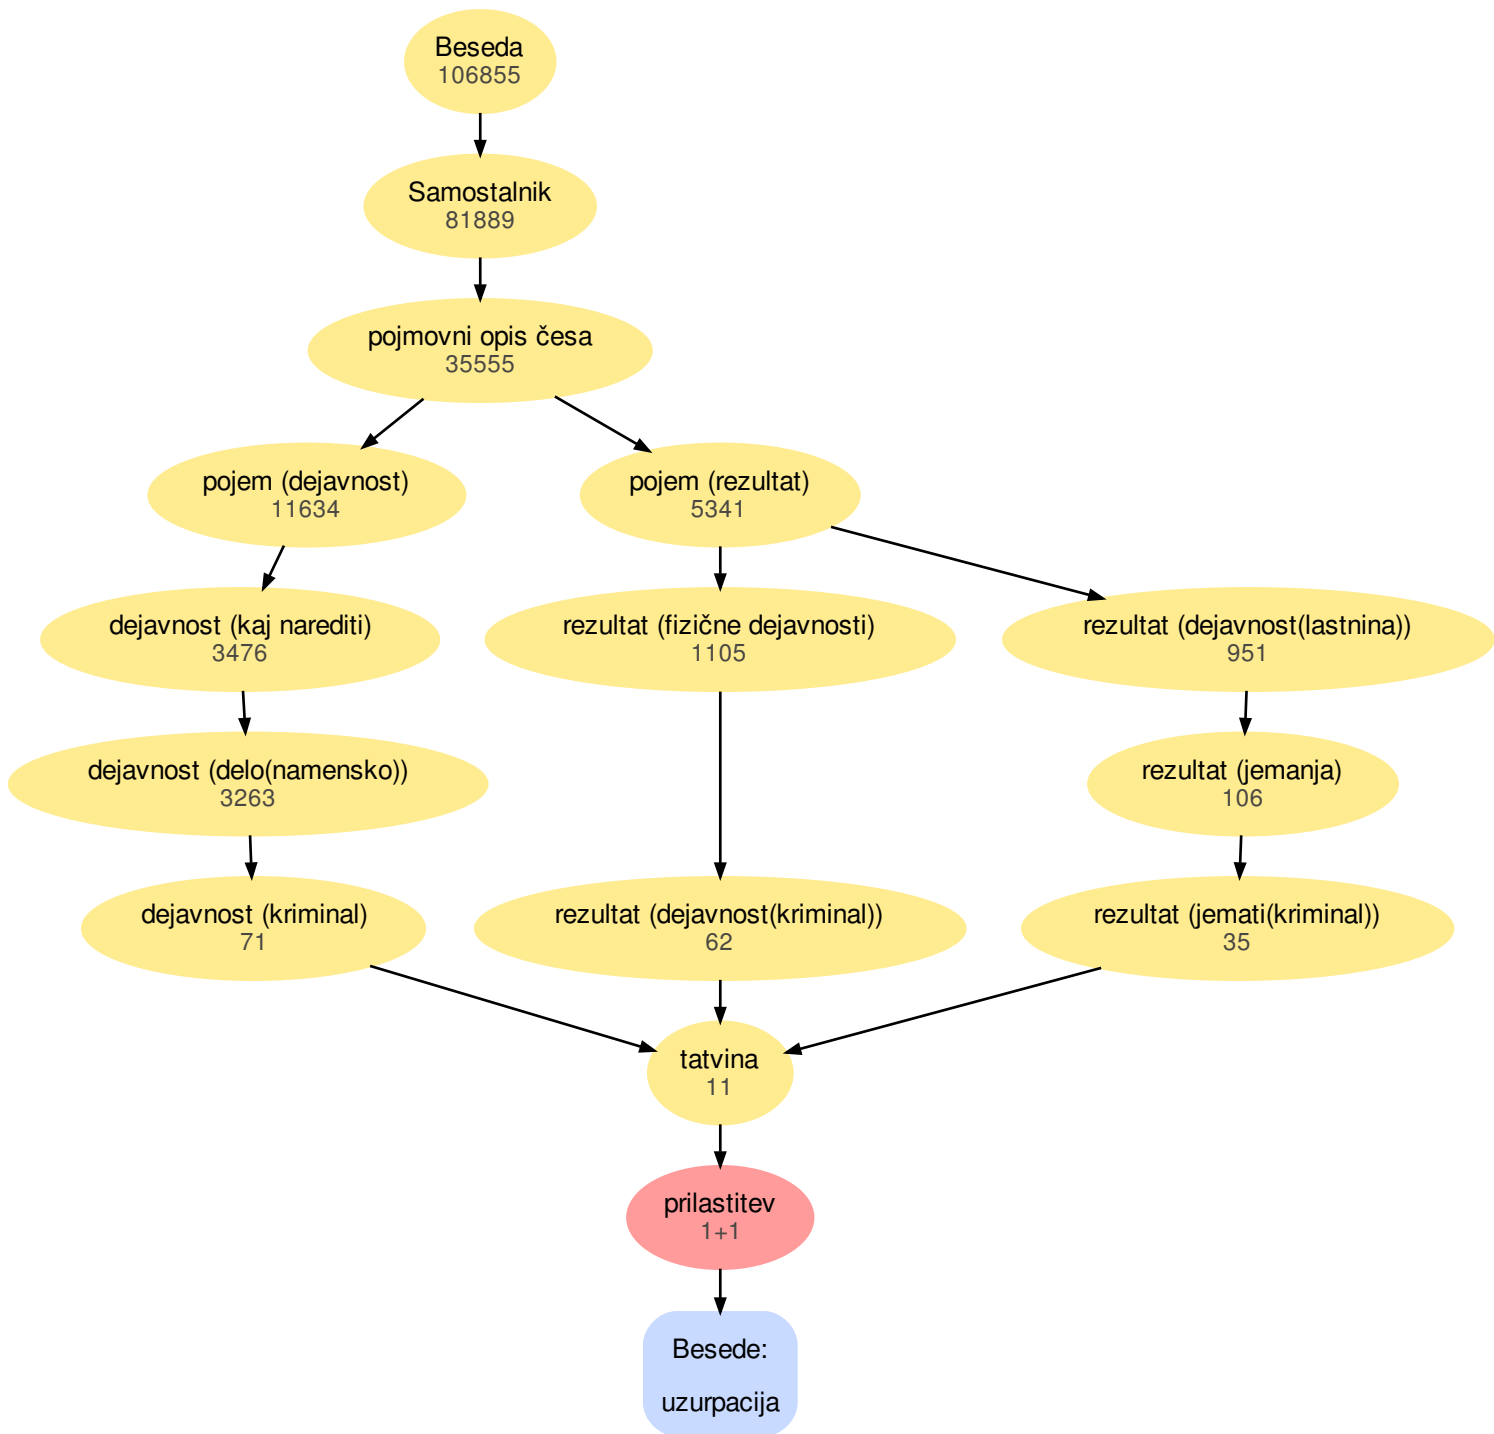 Beseda
106855
Samostalnik
81889
pojmovni opis česa
35555
pojem (dejavnost)
11634
pojem (rezultat)
5341
dejavnost (kaj narediti)
3476
rezultat (fizične dejavnosti)
1105
rezultat (dejavnost(lastnina))
951
dejavnost (delo(namensko))
3263
rezultat (jemanja)
106
dejavnost (kriminal)
71
rezultat (dejavnost(kriminal))
62
rezultat (jemati(kriminal))
35
tatvina
11
prilastitev
1+1
Besede:
uzurpacija